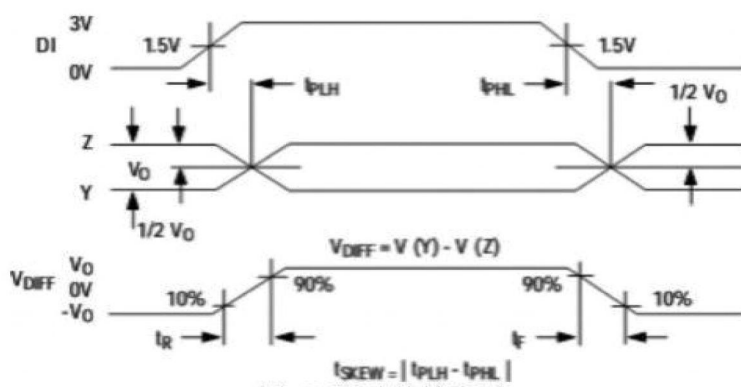 3V
DI 1.5V 1.5V
0V
tPLH tPHL 1/2 VO
Z
VO
Y
1/2 VO
VDIFF = V (Y) - V (Z)
VO
VDIFF 0V 90% 90%
10% 10%
-VO
tR tF
tSKEW = | tPLH - tPHL |